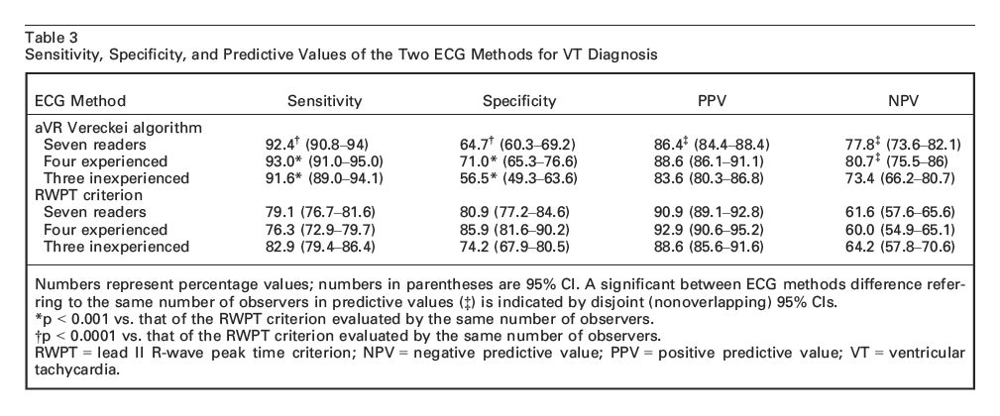 Table 3
Sensitivity, Specificity, and Predictive Values of the Two ECG Methods for VT Diagnosis
ECG Method Sensitivity Specificity PPV NPV
aVR Vereckei algorithm
Seven readers 92.4† (90.8–94) 64.7† (60.3–69.2) 86.4‡ (84.4–88.4) 77.8‡ (73.6–82.1)
Four experienced 93.0* (91.0–95.0) 71.0* (65.3–76.6) 88.6 (86.1–91.1) 80.7‡ (75.5–86)
Three inexperienced 91.6* (89.0–94.1) 56.5* (49.3–63.6) 83.6 (80.3–86.8) 73.4 (66.2–80.7)
RWPT criterion
Seven readers 79.1 (76.7–81.6) 80.9 (77.2–84.6) 90.9 (89.1–92.8) 61.6 (57.6–65.6)
Four experienced 76.3 (72.9–79.7) 85.9 (81.6–90.2) 92.9 (90.6–95.2) 60.0 (54.9–65.1)
Three inexperienced 82.9 (79.4–86.4) 74.2 (67.9–80.5) 88.6 (85.6–91.6) 64.2 (57.8–70.6)
Numbers represent percentage values; numbers in parentheses are 95% CI. A significant between ECG methods difference refer-
ring to the same number of observers in predictive values (‡) is indicated by disjoint (nonoverlapping) 95% CIs.
*p < 0.001 vs. that of the RWPT criterion evaluated by the same number of observers.
†p < 0.0001 vs. that of the RWPT criterion evaluated by the same number of observers.
RWPT = lead II R-wave peak time criterion; NPV = negative predictive value; PPV = positive predictive value; VT = ventricular
tachycardia.